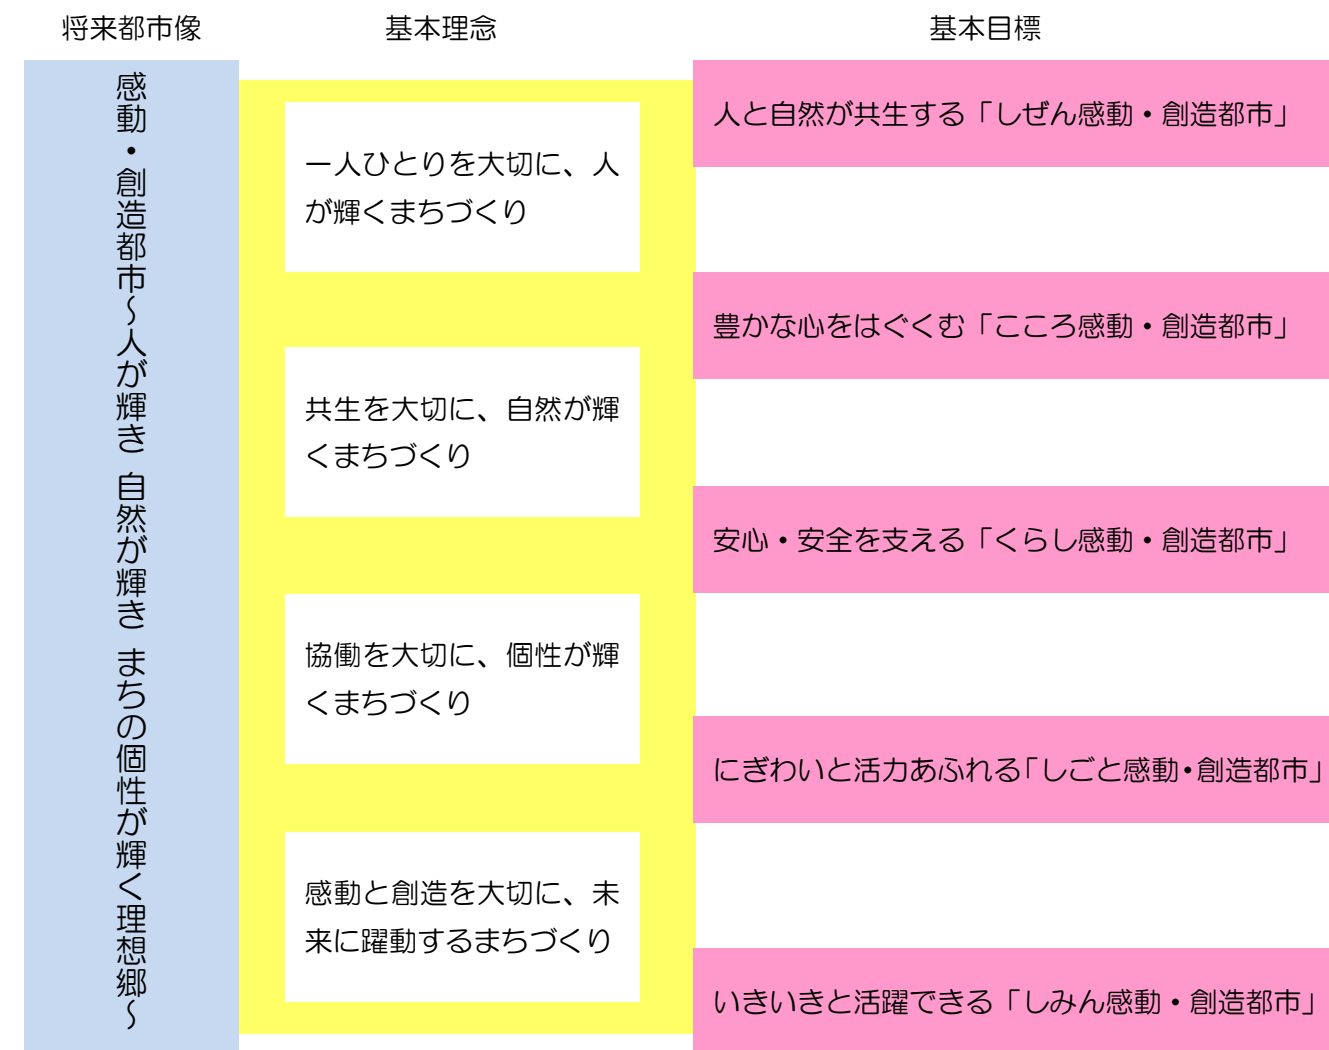 将来都市像
基本理念
基本目標
感動・創造都市～人が輝き 自然が輝き まちの個性が輝く理想郷～
一人ひとりを大切に、人
が輝くまちづくり
共生を大切に、自然が輝
くまちづくり
協働を大切に、個性が輝
くまちづくり
感動と創造を大切に、未
来に躍動するまちづくり
人と自然が共生する「しぜん感動・創造都市」
豊かな心をはぐくむ「こころ感動・創造都市」
安心・安全を支える「くらし感動・創造都市」
にぎわいと活力あふれる「しごと感動・創造都市」
いきいきと活躍できる「しみん感動・創造都市」